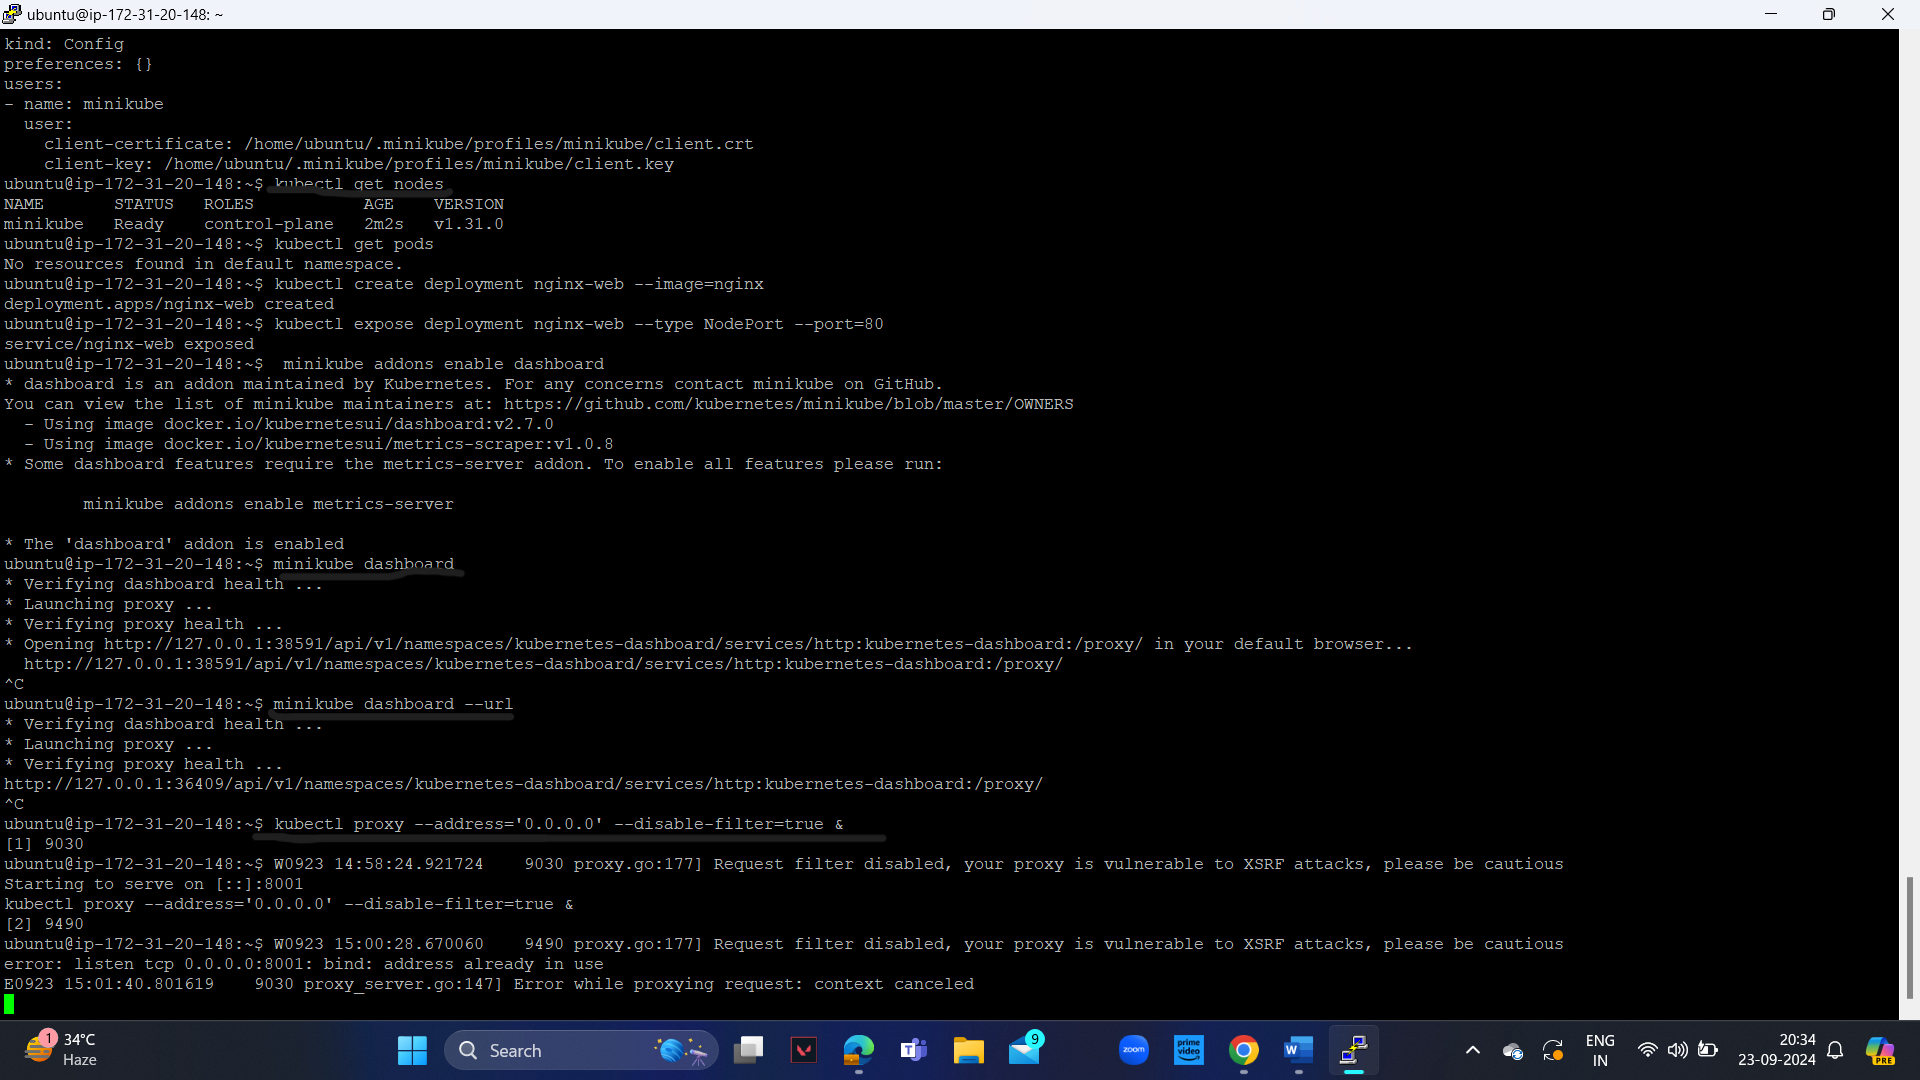 ubuntu@ip-172-31-20-148: ~
kind: Config
preferences: {}
users:
- name: minikube
  user:
    client-certificate: /home/ubuntu/.minikube/profiles/minikube/client.crt
    client-key: /home/ubuntu/.minikube/profiles/minikube/client.key
ubuntu@ip-172-31-20-148:~$ kubectl get nodes
NAME       STATUS   ROLES           AGE    VERSION
minikube   Ready    control-plane   2m2s   v1.31.0
ubuntu@ip-172-31-20-148:~$ kubectl get pods
No resources found in default namespace.
ubuntu@ip-172-31-20-148:~$ kubectl create deployment nginx-web --image=nginx
deployment.apps/nginx-web created
ubuntu@ip-172-31-20-148:~$ kubectl expose deployment nginx-web --type NodePort --port=80
service/nginx-web exposed
ubuntu@ip-172-31-20-148:~$  minikube addons enable dashboard
* dashboard is an addon maintained by Kubernetes. For any concerns contact minikube on GitHub.
You can view the list of minikube maintainers at: https://github.com/kubernetes/minikube/blob/master/OWNERS
  - Using image docker.io/kubernetesui/dashboard:v2.7.0
  - Using image docker.io/kubernetesui/metrics-scraper:v1.0.8
* Some dashboard features require the metrics-server addon. To enable all features please run:
        minikube addons enable metrics-server
* The 'dashboard' addon is enabled
ubuntu@ip-172-31-20-148:~$ minikube dashboard
* Verifying dashboard health ...
* Launching proxy ...
* Verifying proxy health ...
* Opening http://127.0.0.1:38591/api/v1/namespaces/kubernetes-dashboard/services/http:kubernetes-dashboard:/proxy/ in your default browser...
  http://127.0.0.1:38591/api/v1/namespaces/kubernetes-dashboard/services/http:kubernetes-dashboard:/proxy/
^C
ubuntu@ip-172-31-20-148:~$ minikube dashboard --url
* Verifying dashboard health ...
* Launching proxy ...
* Verifying proxy health ...
http://127.0.0.1:36409/api/v1/namespaces/kubernetes-dashboard/services/http:kubernetes-dashboard:/proxy/
^C
ubuntu@ip-172-31-20-148:~$ kubectl proxy --address='0.0.0.0' --disable-filter=true &
[1] 9030
ubuntu@ip-172-31-20-148:~$ W0923 14:58:24.921724    9030 proxy.go:177] Request filter disabled, your proxy is vulnerable to XSRF attacks, please be cautious
Starting to serve on [::]:8001
kubectl proxy --address='0.0.0.0' --disable-filter=true &
[2] 9490
ubuntu@ip-172-31-20-148:~$ W0923 15:00:28.670060    9490 proxy.go:177] Request filter disabled, your proxy is vulnerable to XSRF attacks, please be cautious
error: listen tcp 0.0.0.0:8001: bind: address already in use
E0923 15:01:40.801619    9030 proxy_server.go:147] Error while proxying request: context canceled
1
34°C
Haze
Search
9
zoom
prime video
ENG
IN
20:34
23-09-2024
PRE